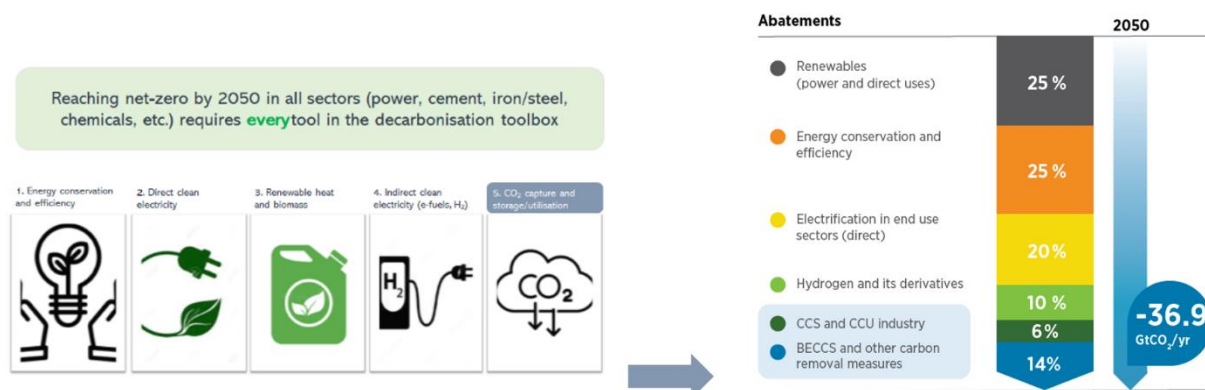 Reaching net-zero by 2050 in all sectors (power, cement, iron/steel,
chemicals, etc.) requires everytool in the decarbonisation toolbox
1. Energy conservation
and efficiency
2. Direct clean
electricity
3. Renewable heat
and biomass
4. Indirect clean
electricity (e-fuels, H₂)
5. CO₂ capture and
storage/utilisation
H₂
CO₂
Abatements
2050
Renewables
(power and direct uses)
25 %
Energy conservation and
efficiency
25 %
Electrification in end use
sectors (direct)
20 %
Hydrogen and its derivatives
10 %
CCS and CCU industry
6%
BECCS and other carbon
removal measures
14%
-36.9
GtCO₂/yr